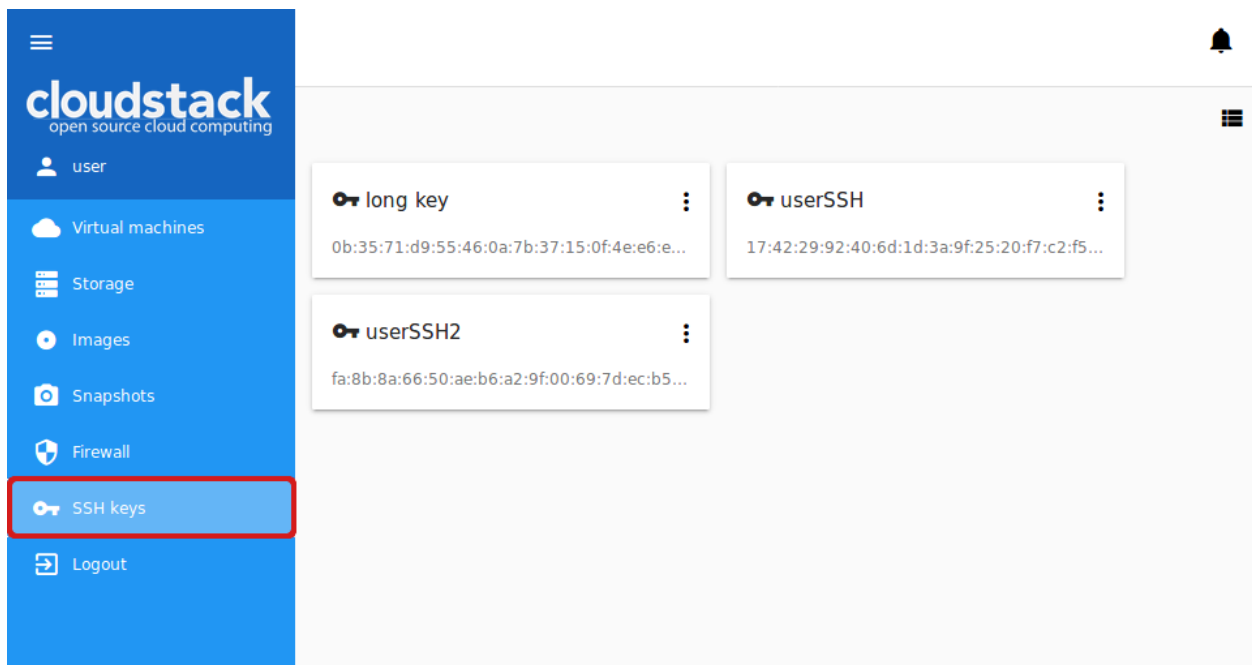 cloudstack
open source cloud computing
user
Virtual machines
Storage
Images
Snapshots
Firewall
SSH keys
Logout
long key
0b:35:71:d9:55:46:0a:7b:37:15:0f:4e:e6:e...
userSSH
17:42:29:92:40:6d:1d:3a:9f:25:20:f7:c2:f5...
userSSH2
fa:8b:8a:66:50:ae:b6:a2:9f:00:69:7d:ec:b5...